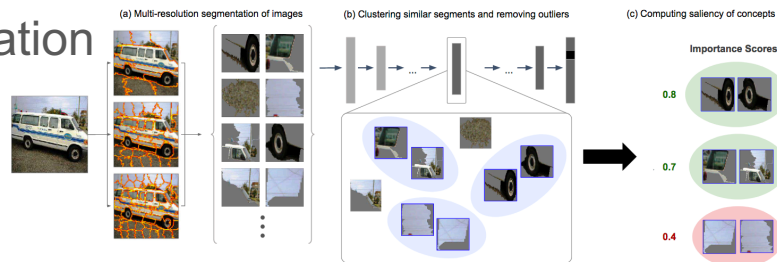 ation
(a) Multi-resolution segmentation of images
(b) Clustering similar segments and removing outliers
(c) Computing saliency of concepts
Importance Scores
...
...
0.8
0.7
0.4